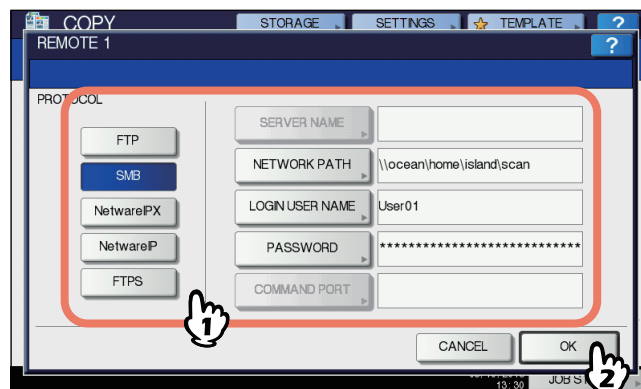 COPY
STORAGE
SETTINGS
TEMPLATE
?
REMOTE 1
?
PROTOCOL
FTP
SMB
NetwareIPX
NetwareIP
FTPS
SERVER NAME
NETWORK PATH
\\ocean\home\island\scan
LOGIN USER NAME
User01
PASSWORD
****************************
COMMAND PORT
1
CANCEL
OK
2
13:30
JOB ST